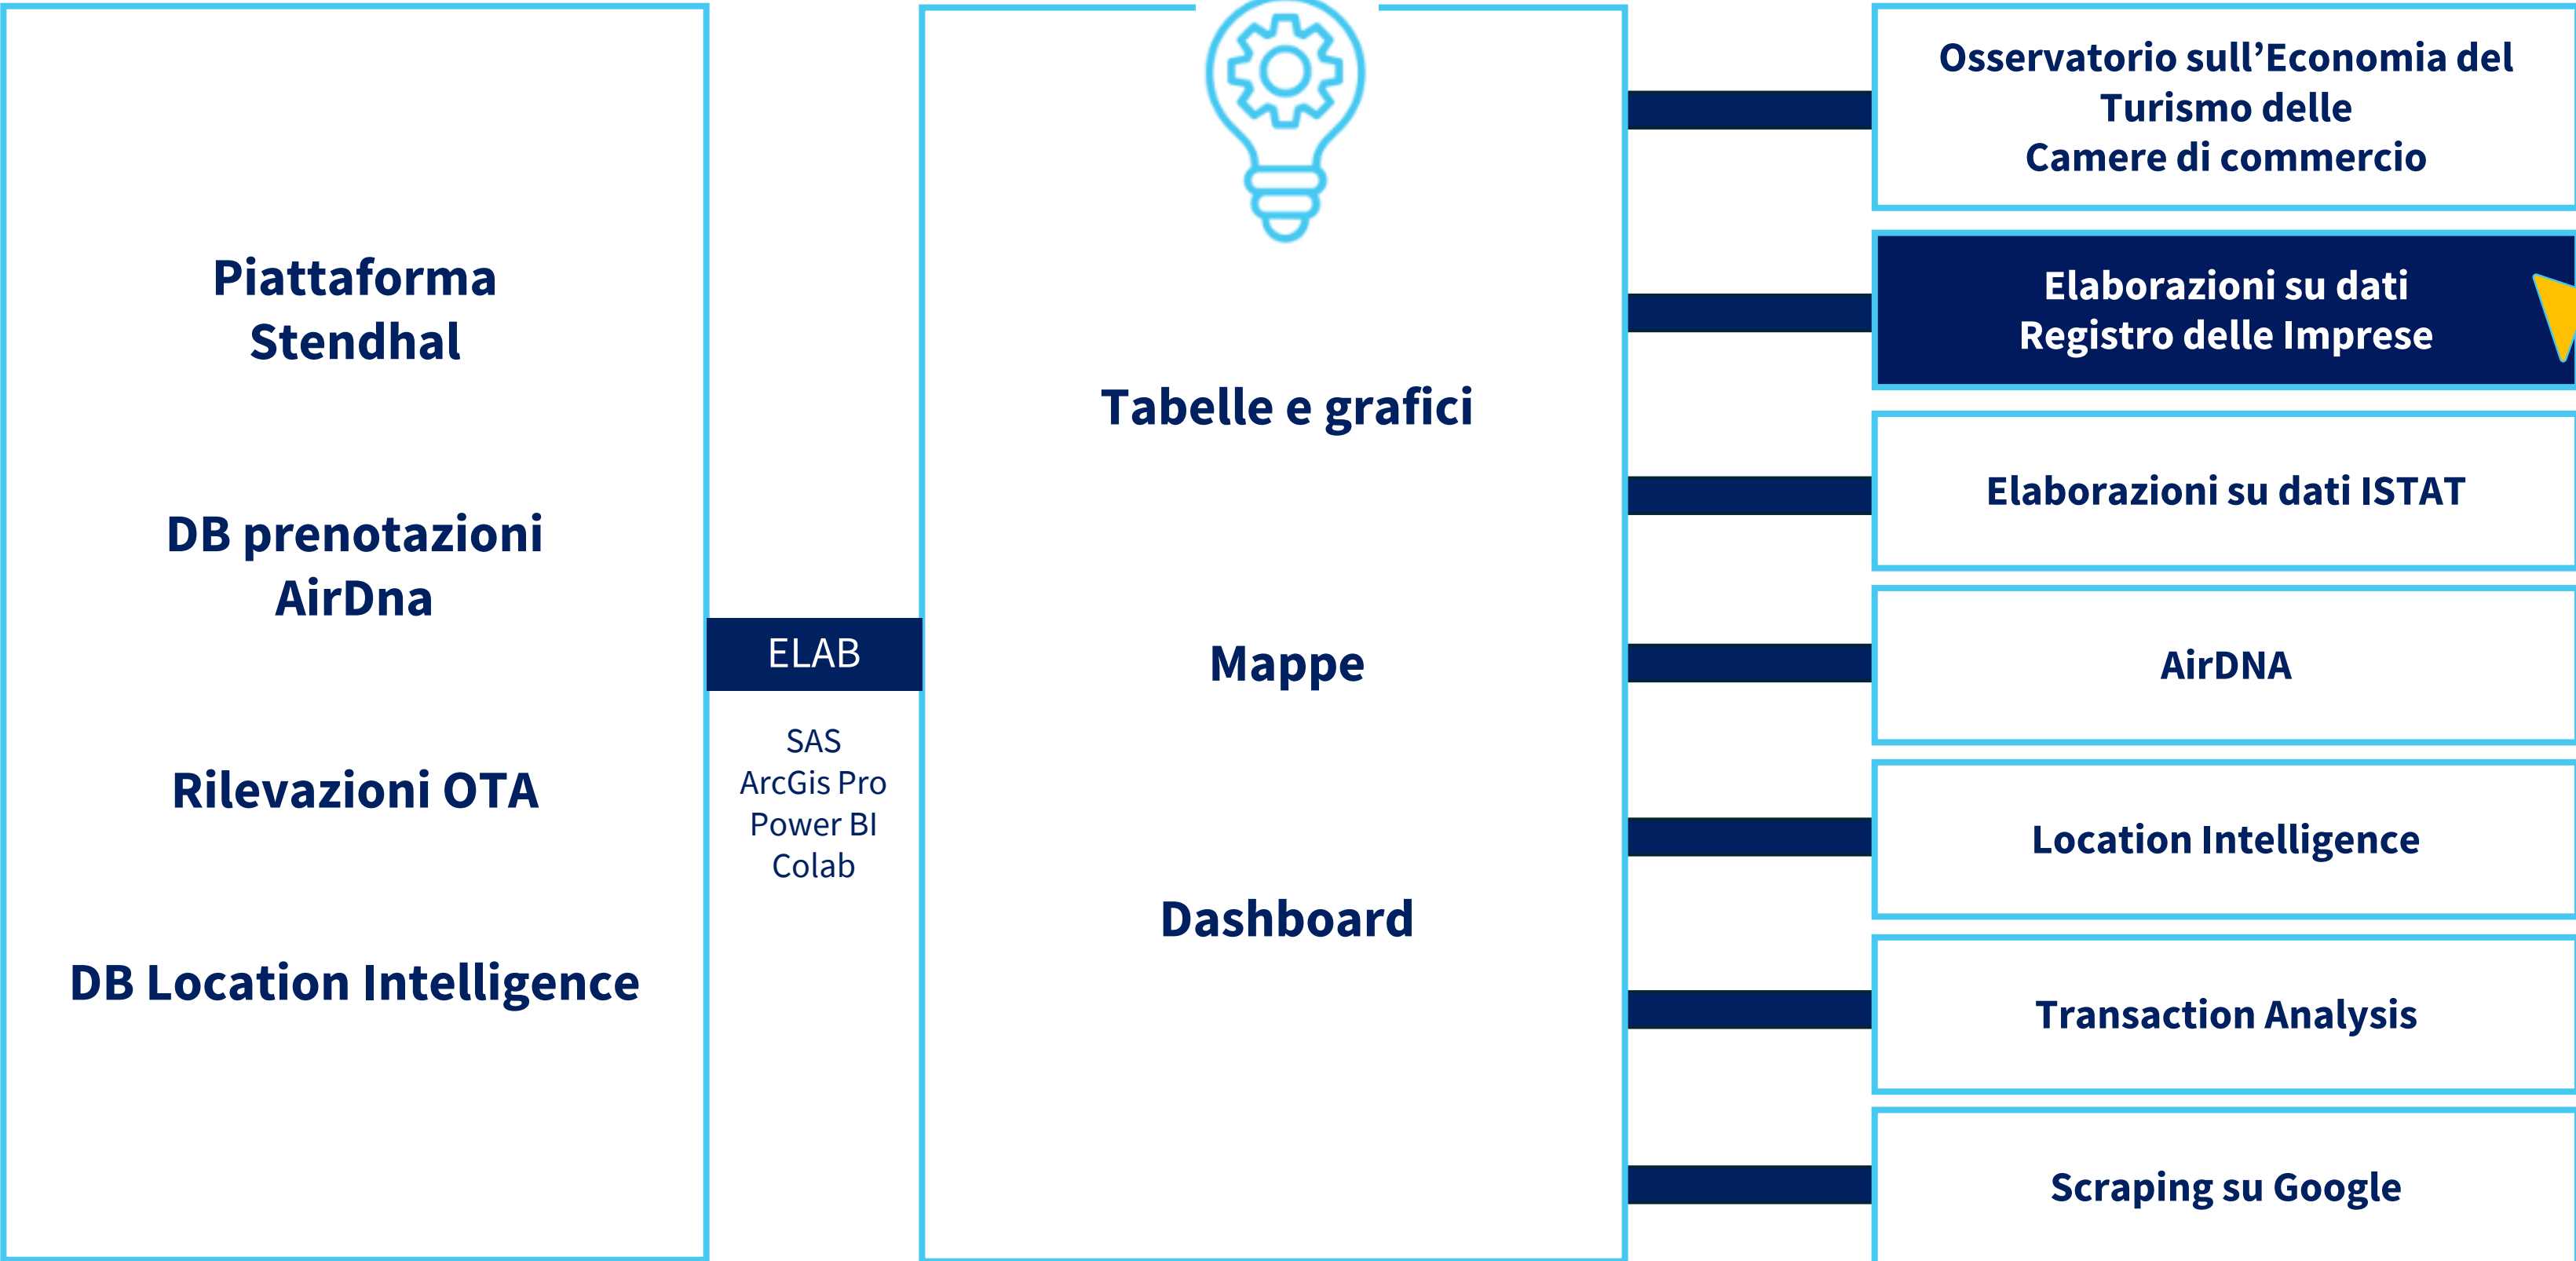 Piattaforma
Stendhal
DB prenotazioni
AirDna
Rilevazioni OTA
DB Location Intelligence
ELAB
SAS
ArcGis Pro
Power BI
Colab
Tabelle e grafici
Mappe
Dashboard
Osservatorio sull’Economia del
Turismo delle
Camere di commercio
Elaborazioni su dati
Registro delle Imprese
Elaborazioni su dati ISTAT
AirDNA
Location Intelligence
Transaction Analysis
Scraping su Google